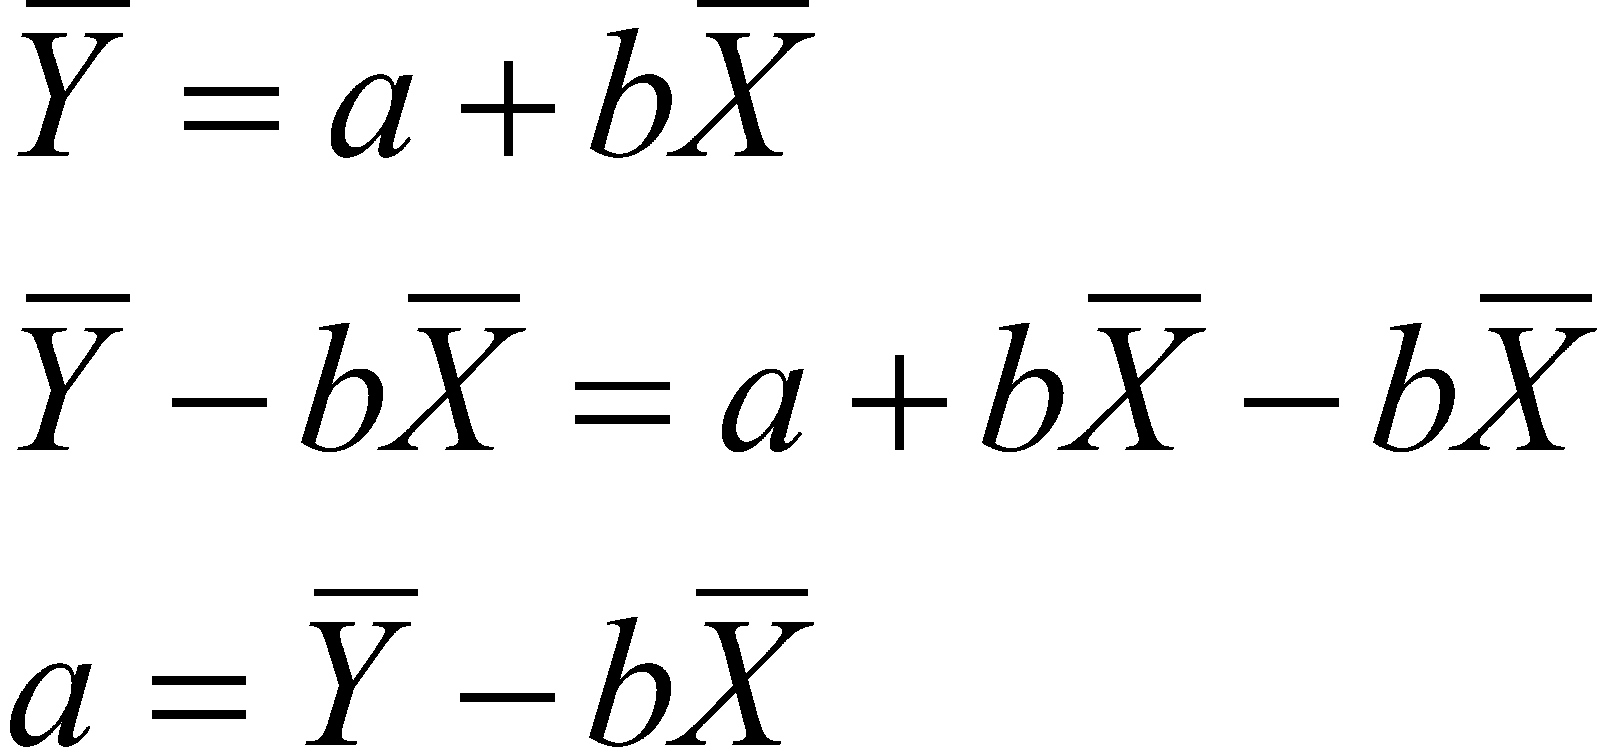 Y̅ = a + bX̅
Y̅ − bX̅ = a + bX̅ − bX̅
a = Y̅ − bX̅